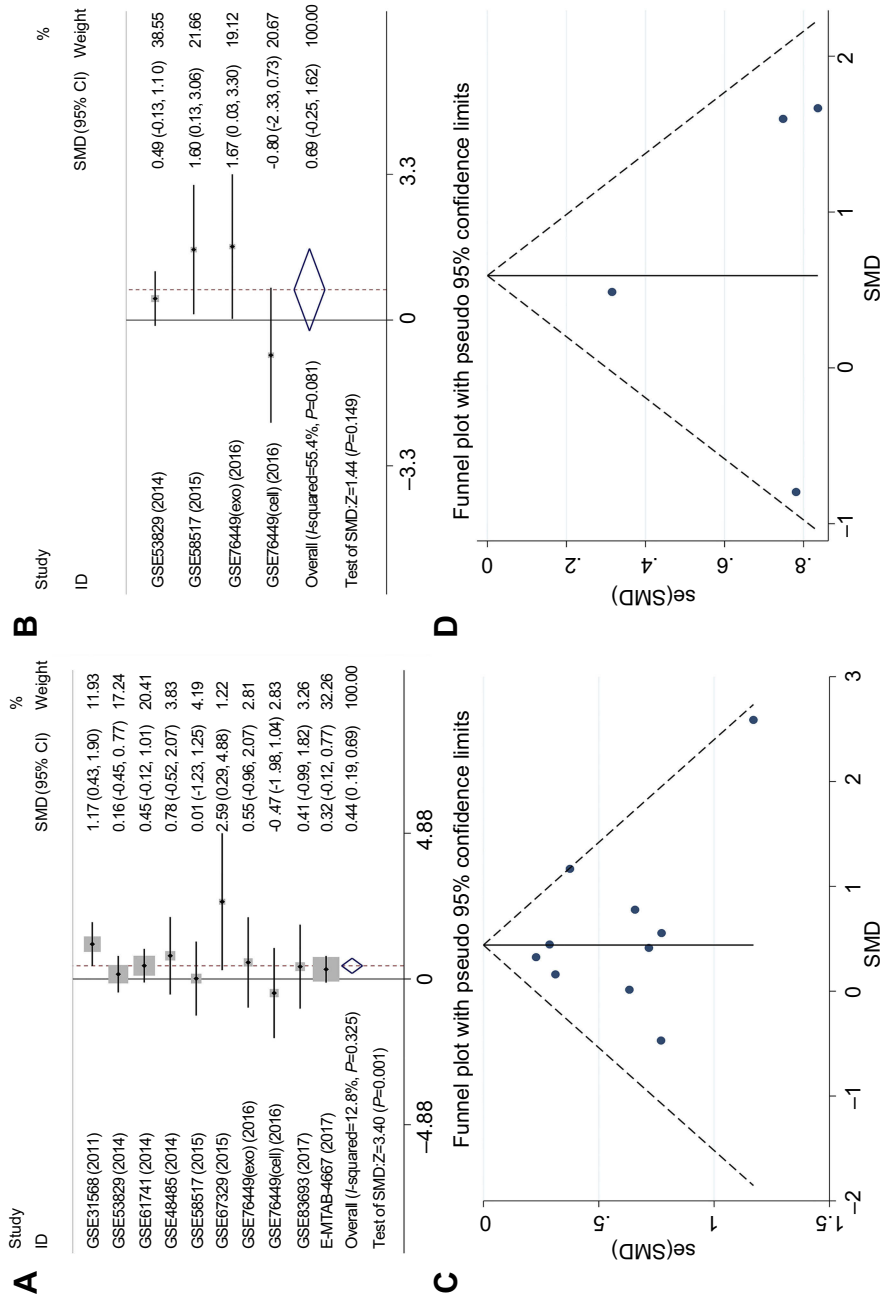 A
Study %
ID SMD (95% CI) Weight
GSE31568 (2011) 1.17 (0.43, 1.90) 11.93
GSE53829 (2014) 0.16 (-0.45, 0.77) 17.24
GSE61741 (2014) 0.45 (-0.12, 1.01) 20.41
GSE48485 (2014) 0.78 (-0.52, 2.07) 3.83
GSE58517 (2015) 0.01 (-1.23, 1.25) 4.19
GSE67329 (2015) 2.59 (0.29, 4.88) 1.22
GSE76449(exo) (2016) 0.55 (-0.96, 2.07) 2.81
GSE76449(cell) (2016) -0.47 (-1.98, 1.04) 2.83
GSE83693 (2017) 0.41 (-0.99, 1.82) 3.26
E-MTAB-4667 (2017) 0.32 (-0.12, 0.77) 32.26
Overall (I-squared=12.8%, P=0.325) 0.44 (0.19, 0.69) 100.00
Test of SMD:Z=3.40 (P=0.001)
−4.88 0 4.88
B
Study %
ID SMD (95% CI) Weight
GSE53829 (2014) 0.49 (-0.13, 1.10) 38.55
GSE58517 (2015) 1.60 (0.13, 3.06) 21.66
GSE76449(exo) (2016) 1.67 (0.03, 3.30) 19.12
GSE76449(cell) (2016) -0.80 (-2.33, 0.73) 20.67
Overall (I-squared=55.4%, P=0.081) 0.69 (-0.25, 1.62) 100.00
Test of SMD:Z=1.44 (P=0.149)
−3.3 0 3.3
C
Funnel plot with pseudo 95% confidence limits
se(SMD)
0
.5
1
1.5
−2 −1 0 1 2 3
SMD
D
Funnel plot with pseudo 95% confidence limits
se(SMD)
0
.2
.4
.6
.8
−1 0 1 2
SMD